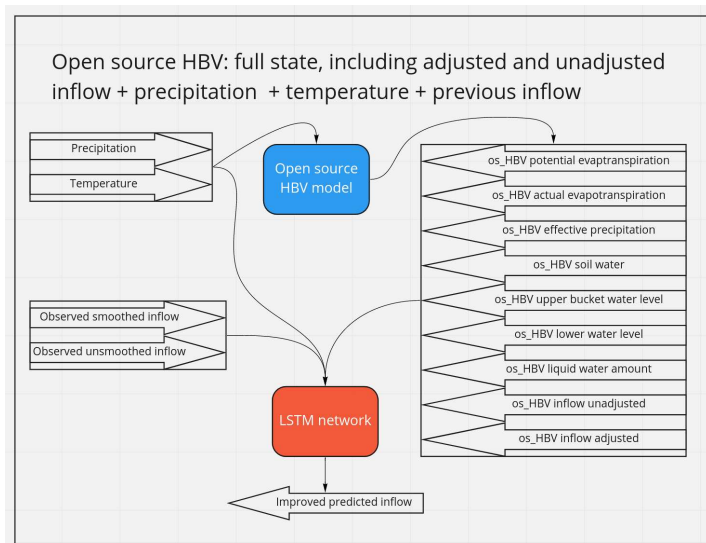 Open source HBV: full state, including adjusted and unadjusted
inflow + precipitation + temperature + previous inflow
Precipitation
Temperature
Open source
HBV model
os_HBV potential evaptranspiration
os_HBV actual evapotranspiration
os_HBV effective precipitation
os_HBV soil water
os_HBV upper bucket water level
os_HBV lower water level
os_HBV liquid water amount
os_HBV inflow unadjusted
os_HBV inflow adjusted
Observed smoothed inflow
Observed unsmoothed inflow
LSTM network
Improved predicted inflow